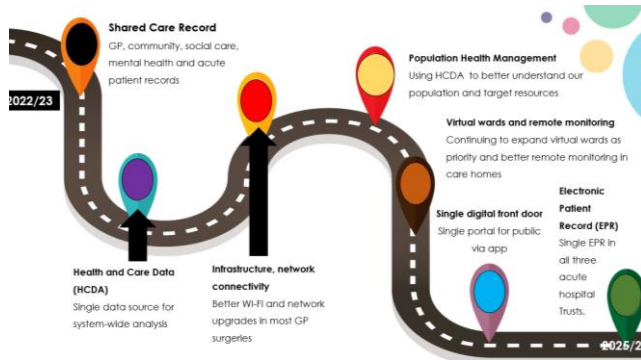 Shared Care Record
GP, community, social care,
mental health and acute
patient records
2022/23
Population Health Management
Using HCDA to better understand our
population and target resources
Virtual wards and remote monitoring
Continuing to expand virtual wards as
priority and better remote monitoring in
care homes
Health and Care Data
(HCDA)
Single data source for
system-wide analysis
Infrastructure, network
connectivity
Better WI-FI and network
upgrades in most GP
surgeries
Single digital front door
Single portal for public
via app
Electronic
Patient
Record (EPR)
Single EPR in
all three
acute
hospital
Trusts.
2025/2